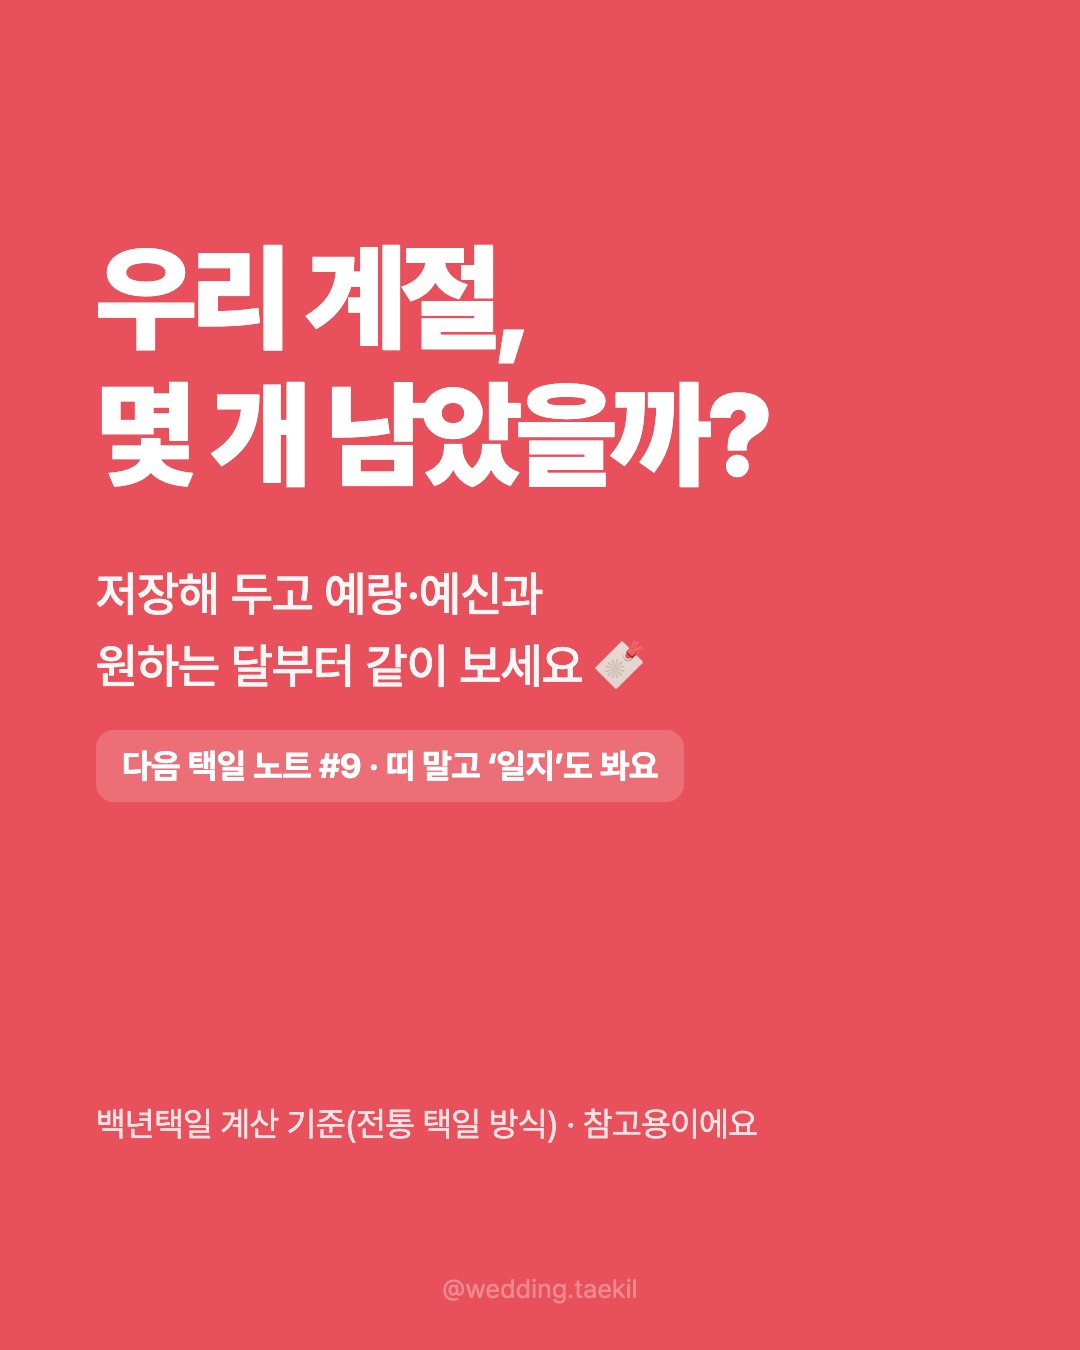 우리 계절,
몇 개 남았을까?
저장해 두고 예랑·예신과
원하는 달부터 같이 보세요
다음 택일 노트 #9 · 띠 말고 ‘일지’도 봐요
백년택일 계산 기준(전통 택일 방식) · 참고용이에요
@wedding.taekil